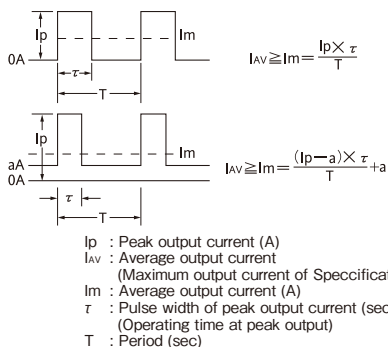 Ip
Im
0A
τ
T
IAV≧Im=Ip×τ/T
Ip
Im
aA
0A
τ
T
IAV≧Im=(Ip−a)×τ/T+a
Ip : Peak output current (A)
IAV : Average output current
(Maximum output current of Speccificat
Im : Average output current (A)
τ : Pulse width of peak output current (sec
(Operating time at peak output)
T : Period (sec)